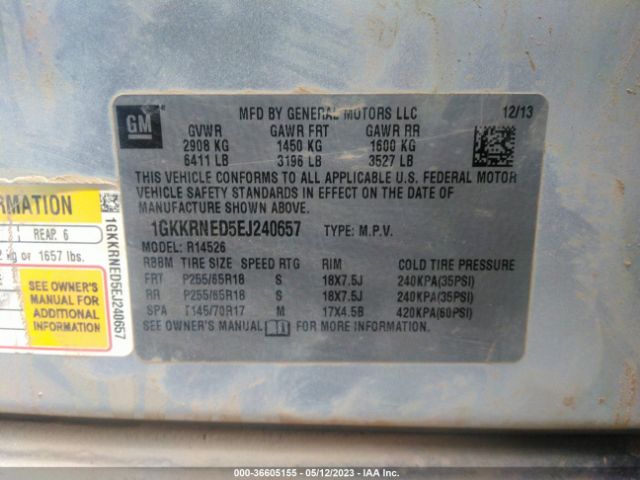 GM
MFD BY GENERAL MOTORS LLC 12/13
GVWR GAWR FRT GAWR RR
2908 KG 1450 KG 1600 KG
6411 LB 3196 LB 3527 LB
THIS VEHICLE CONFORMS TO ALL APPLICABLE U.S. FEDERAL MOTOR
VEHICLE SAFETY STANDARDS IN EFFECT ON THE DATE OF
MANUFACTURE SHOWN ABOVE.
1GKKRNED5EJ240657 TYPE: M.P.V.
MODEL: R14526
RBBM TIRE SIZE SPEED RTG RIM COLD TIRE PRESSURE
FRT P255/65R18 S 18X7.5J 240KPA(35PSI)
RR P255/65R18 S 18X7.5J 240KPA(35PSI)
SPA T145/70R17 M 17X4.5B 420KPA(60PSI)
SEE OWNER'S MANUAL FOR MORE INFORMATION.
RMATION
REAR 6
kg or 1657 lbs.
SEE OWNER'S
MANUAL FOR
ADDITIONAL
INFORMATION
1GKKRNED5EJ240657
000-36605155 - 05/12/2023 - IAA Inc.